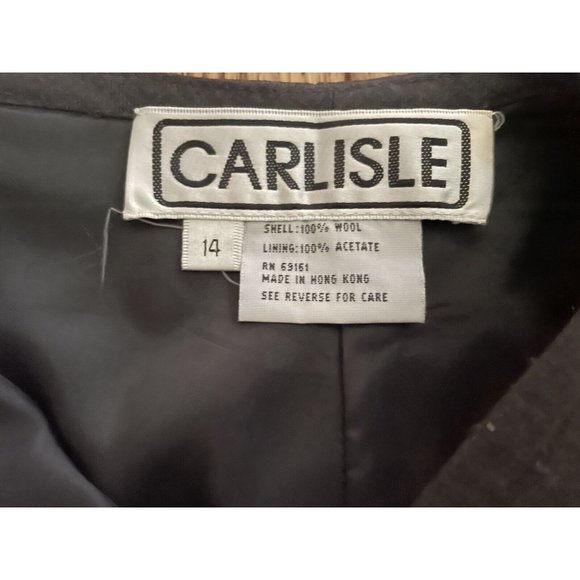 CARLISLE
14
SHELL:100% WOOL
LINING:100% ACETATE
RN 69161
MADE IN HONG KONG
SEE REVERSE FOR CARE